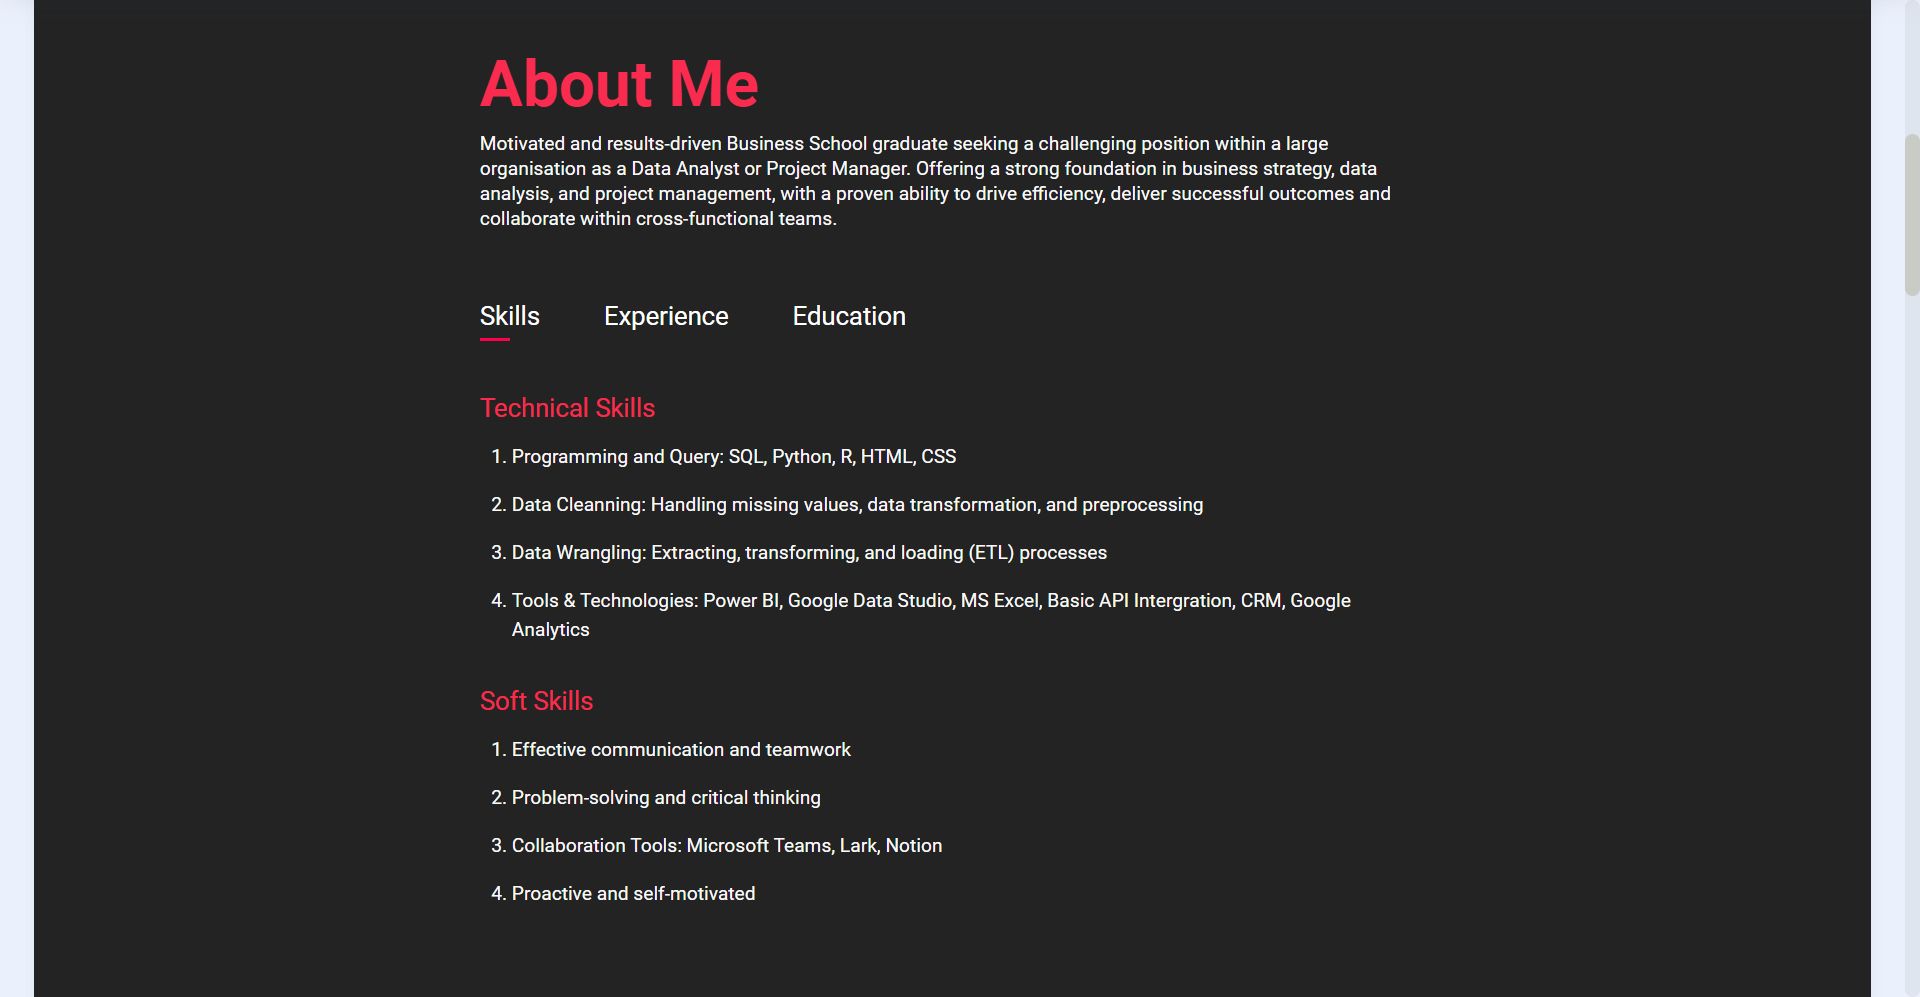 About Me
Motivated and results-driven Business School graduate seeking a challenging position within a large
organisation as a Data Analyst or Project Manager. Offering a strong foundation in business strategy, data
analysis, and project management, with a proven ability to drive efficiency, deliver successful outcomes and
collaborate within cross-functional teams.
Skills Experience Education
Technical Skills
1. Programming and Query: SQL, Python, R, HTML, CSS
2. Data Cleanning: Handling missing values, data transformation, and preprocessing
3. Data Wrangling: Extracting, transforming, and loading (ETL) processes
4. Tools & Technologies: Power BI, Google Data Studio, MS Excel, Basic API Intergration, CRM, Google
Analytics
Soft Skills
1. Effective communication and teamwork
2. Problem-solving and critical thinking
3. Collaboration Tools: Microsoft Teams, Lark, Notion
4. Proactive and self-motivated